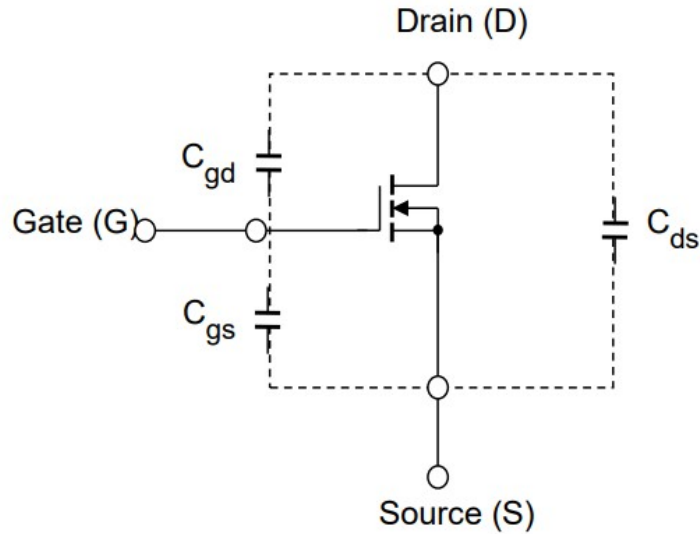 Drain (D)
Cgd
Gate (G)
Cds
Cgs
Source (S)